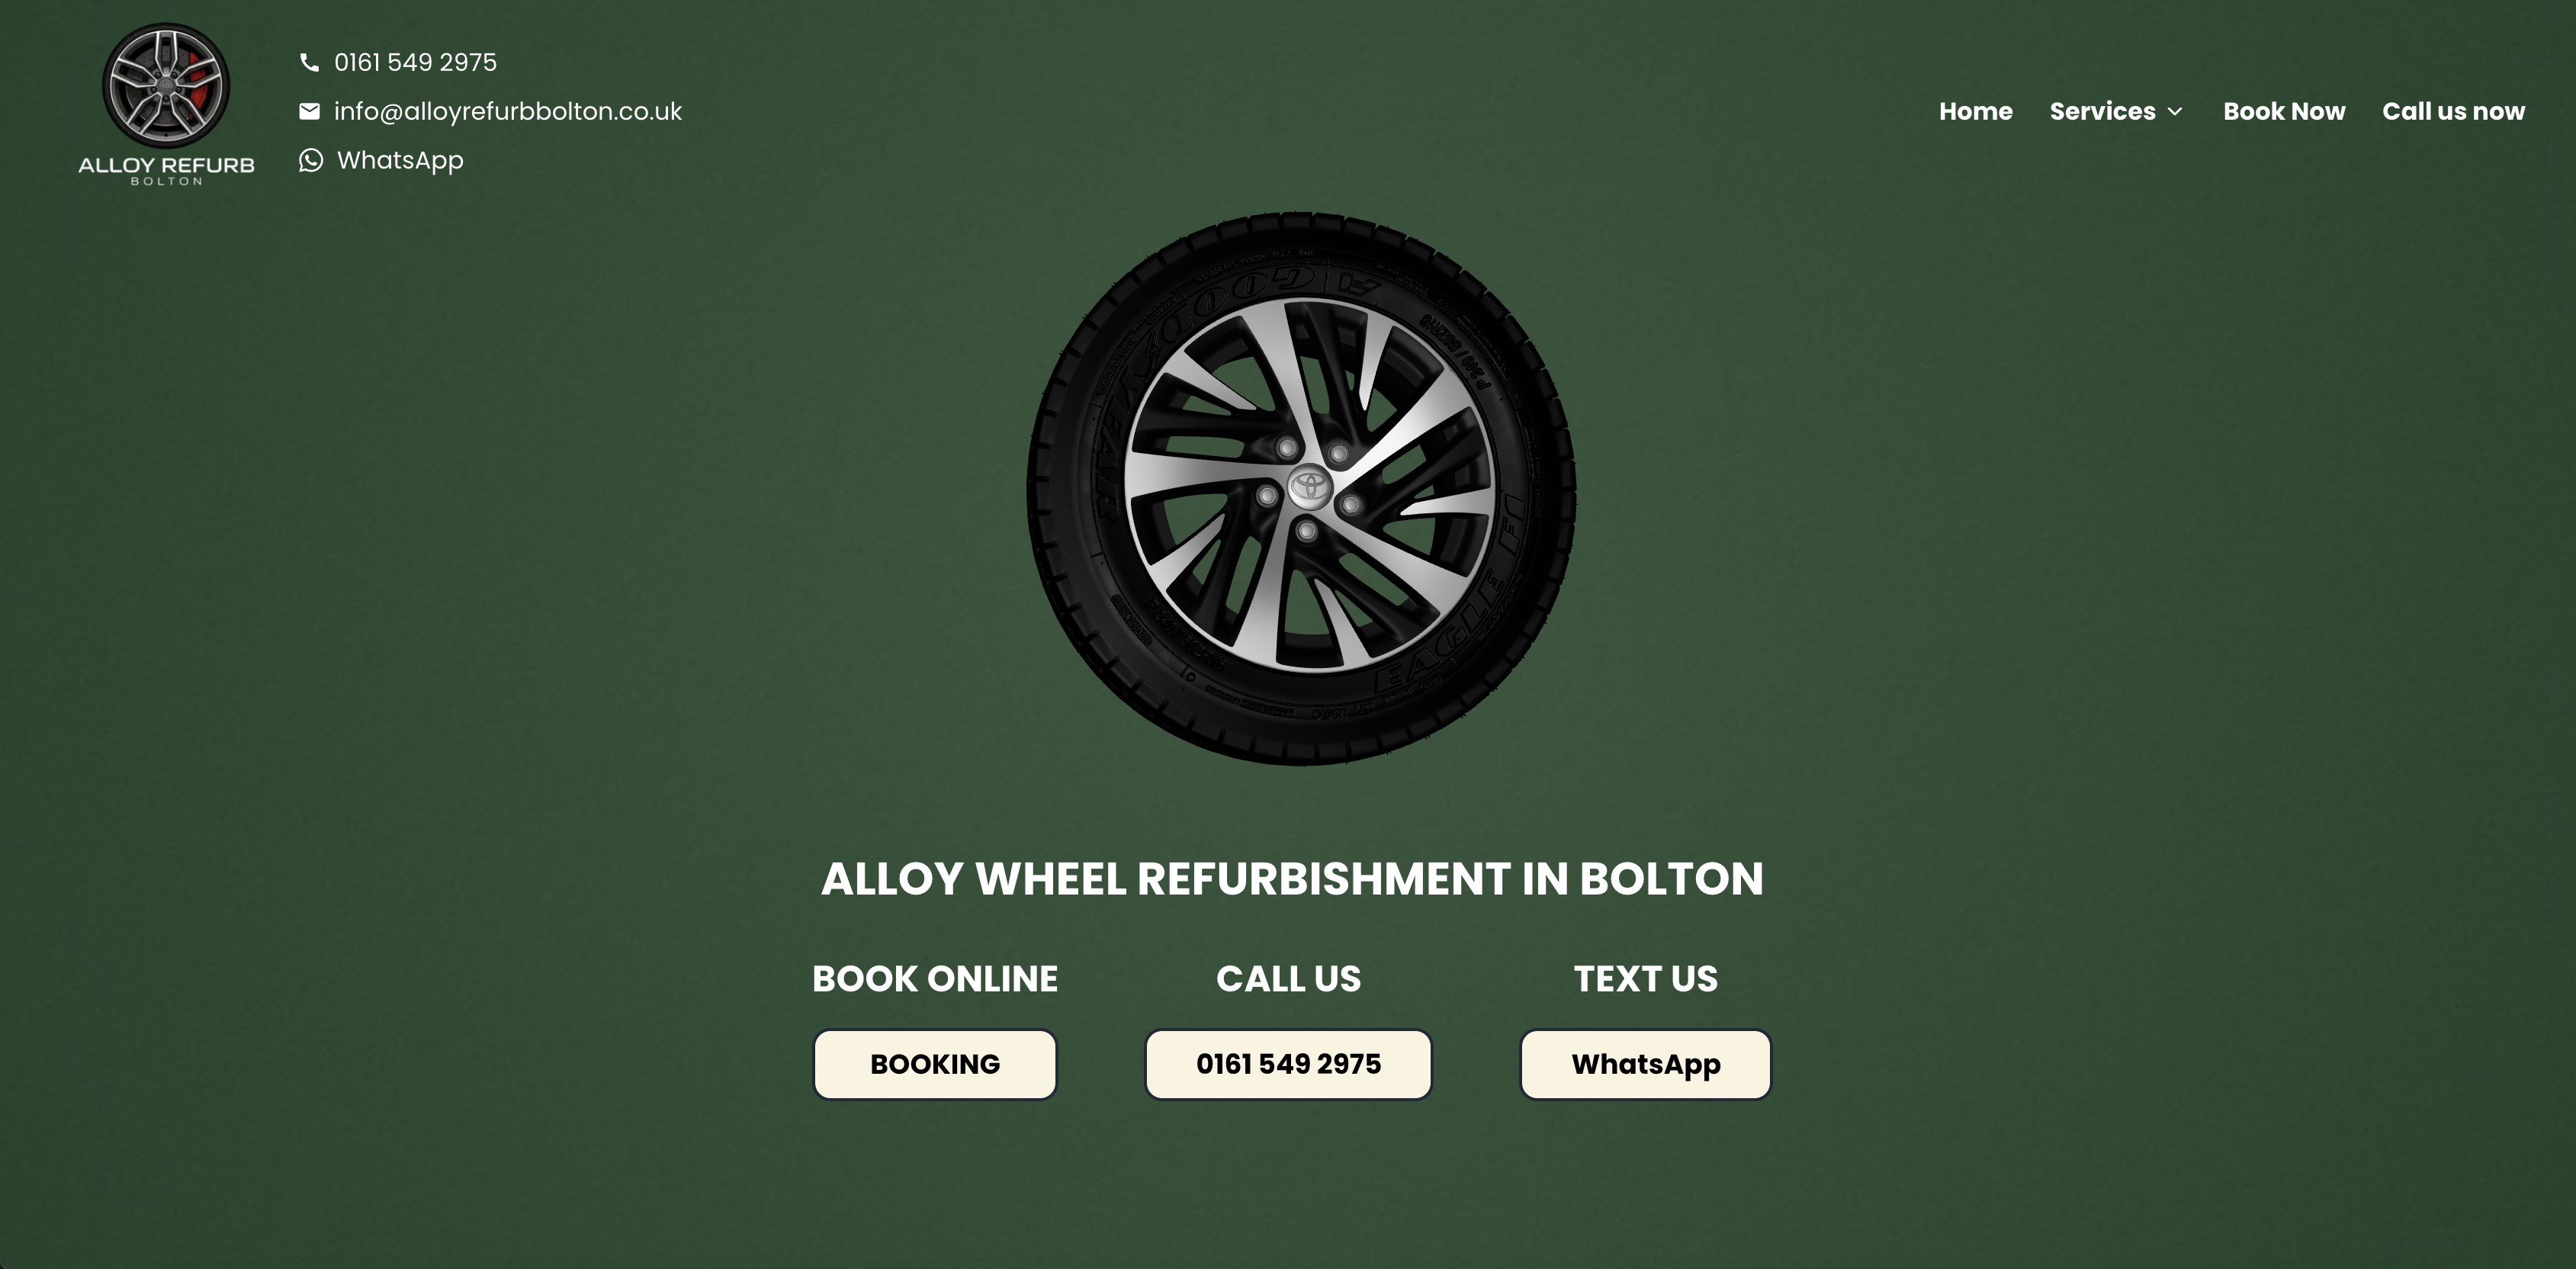 0161 549 2975
info@alloyrefurbbolton.co.uk
WhatsApp
ALLOY REFURB
BOLTON
Home
Services
Book Now
Call us now
GOODYEAR
EAGLE
ALLOY WHEEL REFURBISHMENT IN BOLTON
BOOK ONLINE
CALL US
TEXT US
BOOKING
0161 549 2975
WhatsApp